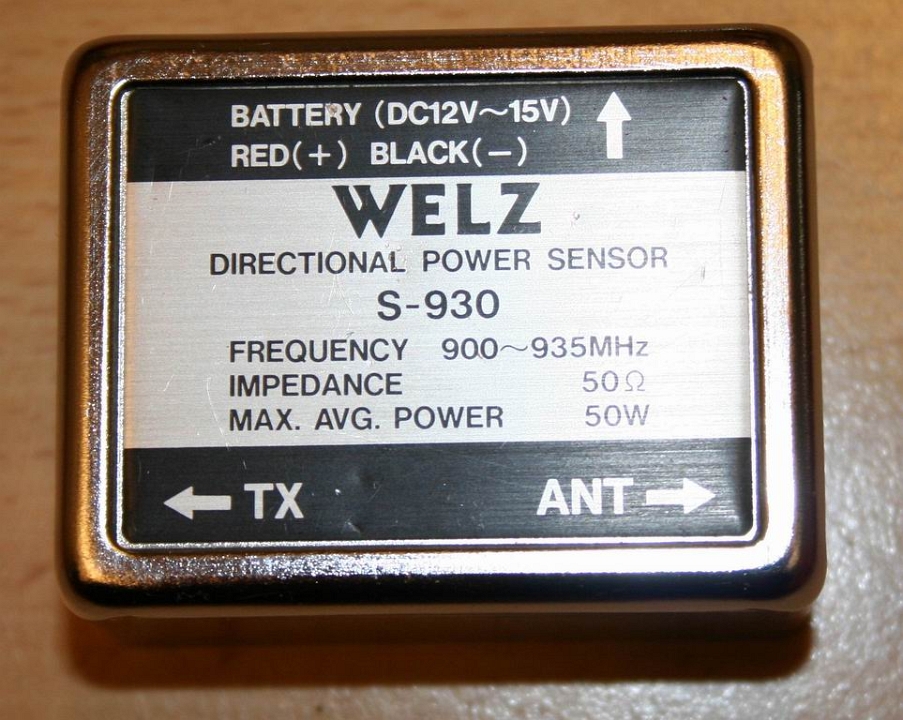 BATTERY (DC12V～15V) ↑
RED(+) BLACK(−)
WELZ
DIRECTIONAL POWER SENSOR
S-930
FREQUENCY 900～935MHz
IMPEDANCE 50Ω
MAX. AVG. POWER 50W
← TX ANT →